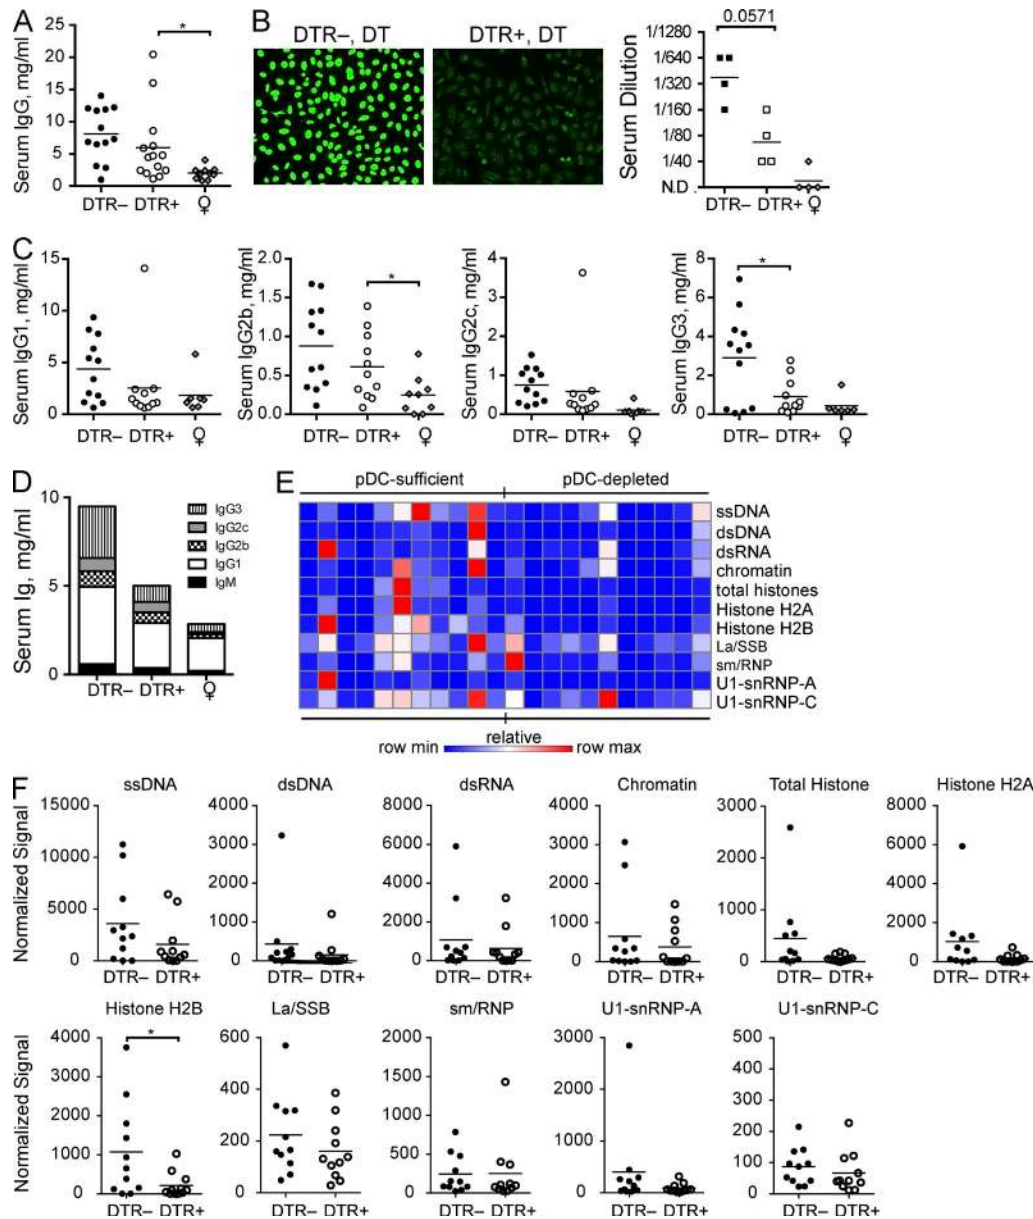 A
Serum IgG, mg/ml
25
20
15
10
5
0
*
DTR– DTR+ ♀
B
DTR–, DT
DTR+, DT
Serum Dilution
0.0571
1/1280
1/640
1/320
1/160
1/80
1/40
N.D
DTR– DTR+ ♀
C
Serum IgG1, mg/ml
15
10
5
0
DTR– DTR+ ♀
Serum IgG2b, mg/ml
2.0
1.5
1.0
0.5
0.0
*
DTR– DTR+ ♀
Serum IgG2c, mg/ml
4
3
2
1
0
DTR– DTR+ ♀
Serum IgG3, mg/ml
8
6
4
2
0
*
DTR– DTR+ ♀
D
Serum Ig, mg/ml
10
5
0
IgG3
IgG2c
IgG2b
IgG1
IgM
DTR– DTR+ ♀
E
pDC-sufficient pDC-depleted
ssDNA
dsDNA
dsRNA
chromatin
total histones
Histone H2A
Histone H2B
La/SSB
sm/RNP
U1-snRNP-A
U1-snRNP-C
relative
row min row max
F
Normalized Signal
ssDNA
15000
10000
5000
0
DTR– DTR+
dsDNA
4000
3000
2000
1000
0
DTR– DTR+
dsRNA
8000
6000
4000
2000
0
DTR– DTR+
Chromatin
4000
3000
2000
1000
0
DTR– DTR+
Total Histone
3000
2000
1000
0
DTR– DTR+
Histone H2A
8000
6000
4000
2000
0
DTR– DTR+
Normalized Signal
Histone H2B
4000
3000
2000
1000
0
*
DTR– DTR+
La/SSB
600
400
200
0
DTR– DTR+
sm/RNP
2000
1500
1000
500
0
DTR– DTR+
U1-snRNP-A
3000
2000
1000
0
DTR– DTR+
U1-snRNP-C
500
400
300
200
100
0
DTR– DTR+